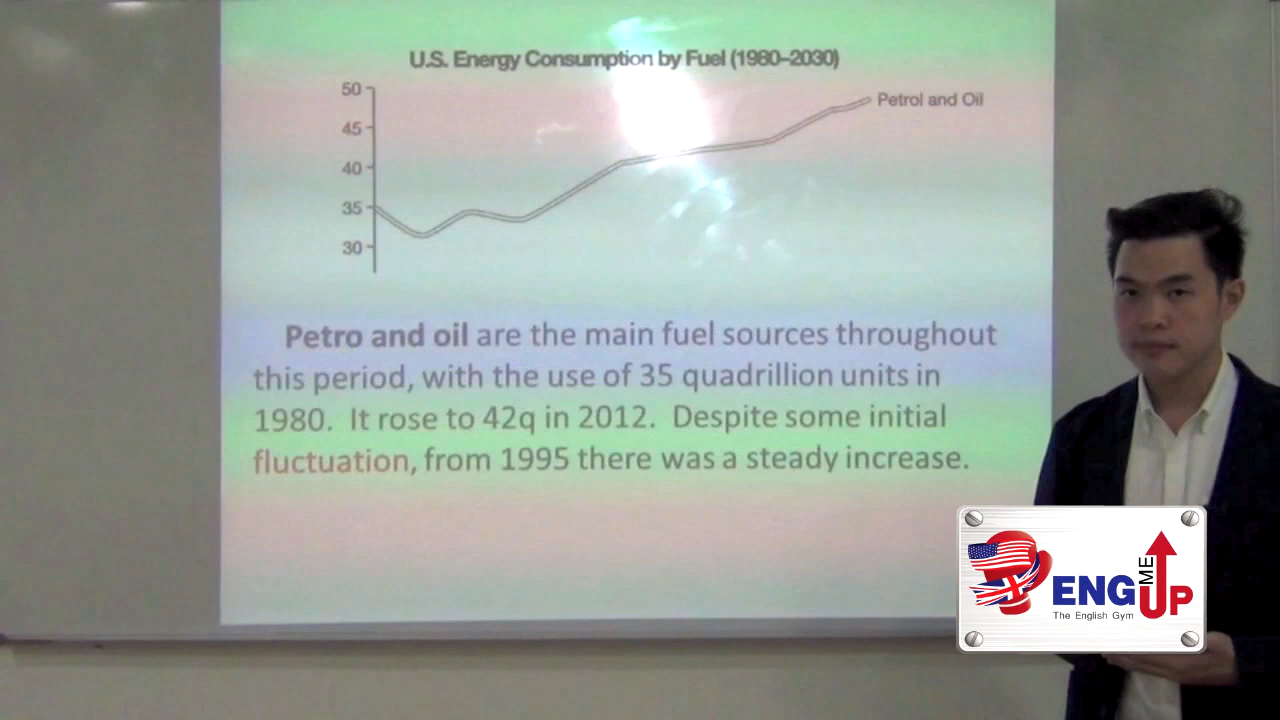 U.S. Energy Consumption by Fuel (1980–2030)
50
Petrol and Oil
45
40
35
30
Petro and oil are the main fuel sources throughout
this period, with the use of 35 quadrillion units in
1980. It rose to 42q in 2012. Despite some initial
fluctuation, from 1995 there was a steady increase.
ENG ME UP
The English Gym